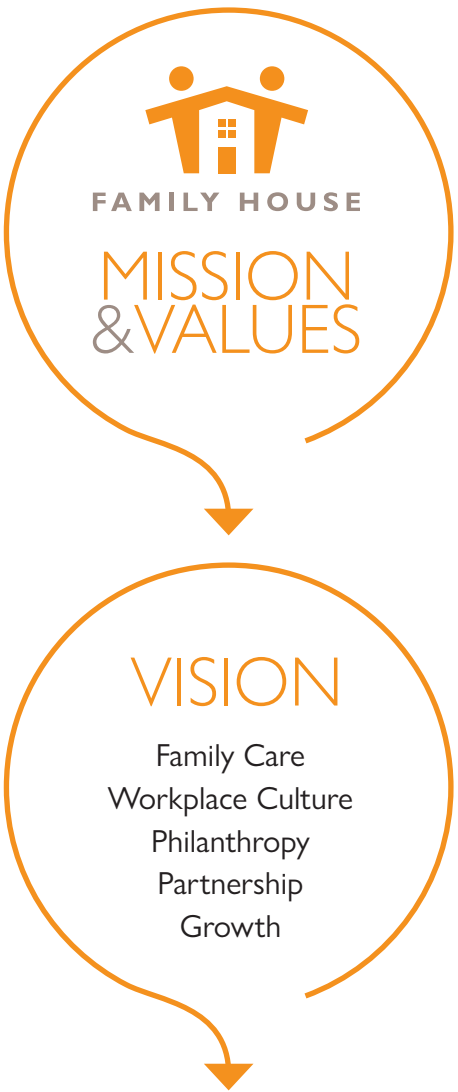 FAMILY HOUSE
MISSION
&VALUES
VISION
Family Care
Workplace Culture
Philanthropy
Partnership
Growth